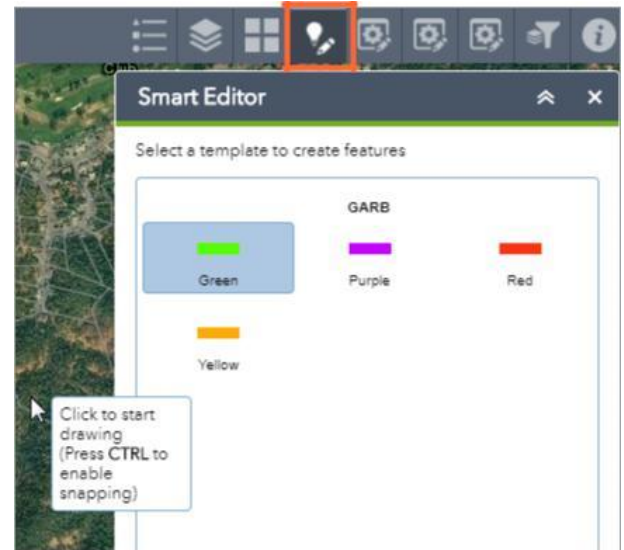 Smart Editor
Select a template to create features
GARB
Green
Purple
Red
Yellow
Click to start
drawing
(Press CTRL to
enable
snapping)